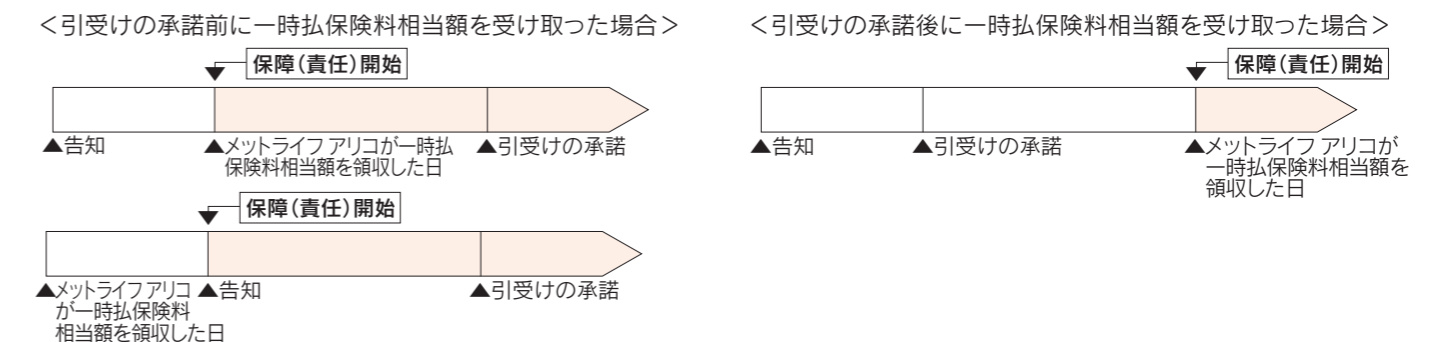 ＜引受けの承諾前に一時払保険料相当額を受け取った場合＞
保障（責任）開始
▲告知
▲メットライフ アリコが一時払
保険料相当額を領収した日
▲引受けの承諾
保障（責任）開始
▲メットライフ アリコ
が一時払保険料
相当額を領収した日
▲告知
▲引受けの承諾
＜引受けの承諾後に一時払保険料相当額を受け取った場合＞
保障（責任）開始
▲告知
▲引受けの承諾
▲メットライフ アリコが
一時払保険料相当額を
領収した日